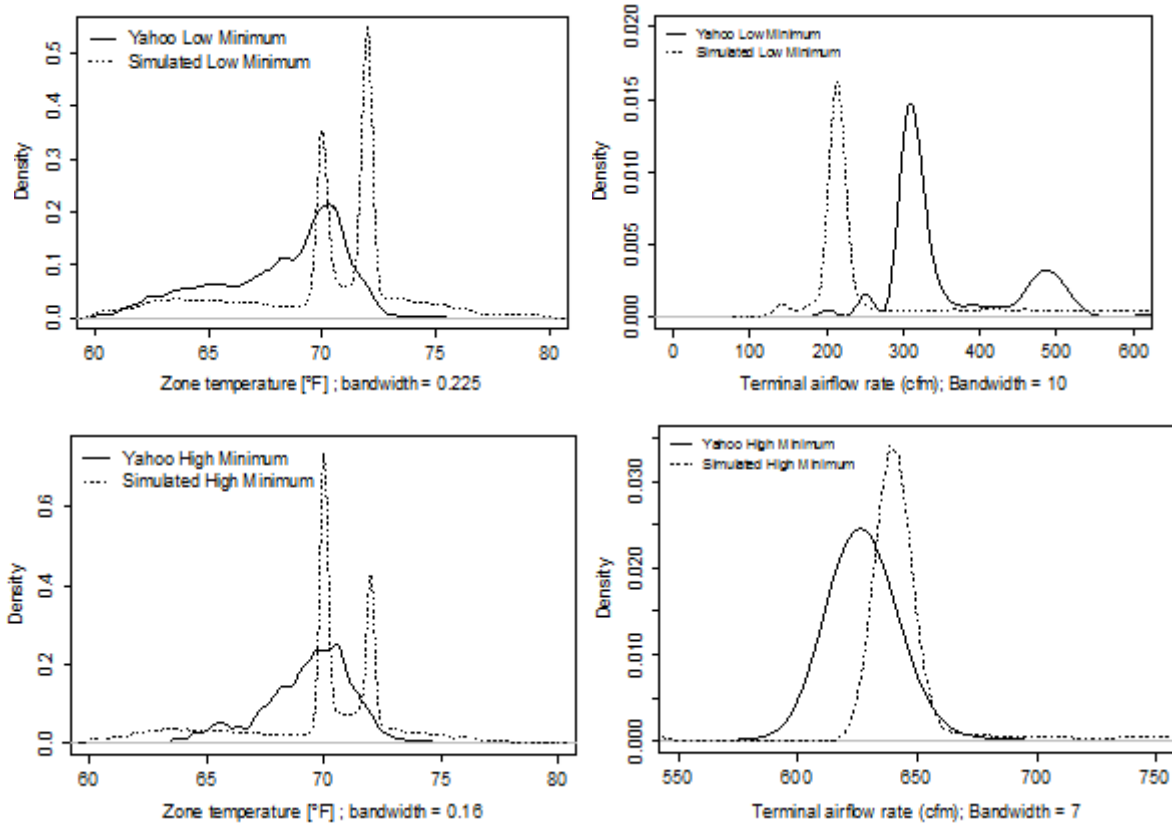 Yahoo Low Minimum
Simulated Low Minimum
Density
0.0 0.1 0.2 0.3 0.4 0.5
60 65 70 75 80
Zone temperature [°F] ; bandwidth = 0.225
Yahoo Low Minimum
Simulated Low Minimum
Density
0.000 0.005 0.010 0.015 0.020
0 100 200 300 400 500 600
Terminal airflow rate (cfm); Bandwidth = 10
Yahoo High Minimum
Simulated High Minimum
Density
0.0 0.2 0.4 0.6
60 65 70 75 80
Zone temperature [°F] ; bandwidth = 0.16
Yahoo High Minimum
Simulated High Minimum
Density
0.000 0.010 0.020 0.030
550 600 650 700 750
Terminal airflow rate (cfm); Bandwidth = 7